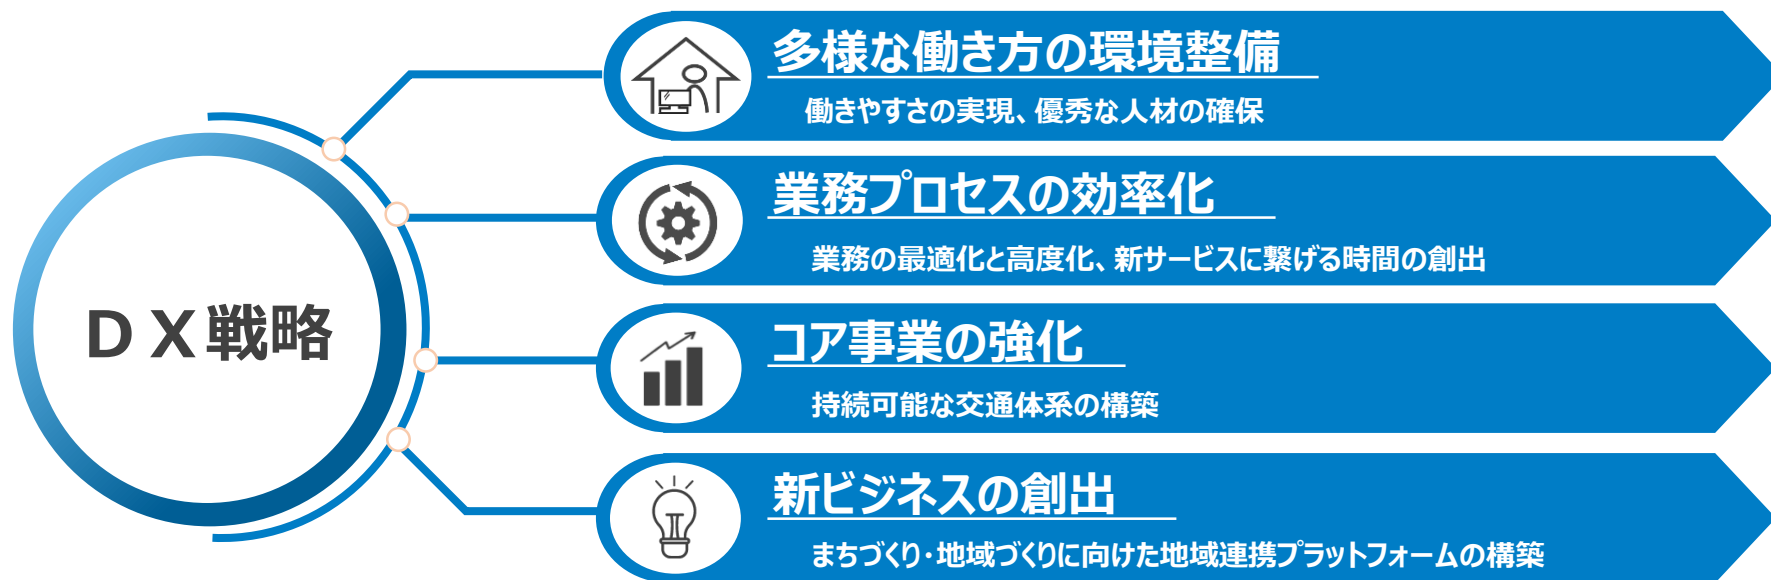 DX戦略
多様な働き方の環境整備
働きやすさの実現、優秀な人材の確保
業務プロセスの効率化
業務の最適化と高度化、新サービスに繋げる時間の創出
コア事業の強化
持続可能な交通体系の構築
新ビジネスの創出
まちづくり・地域づくりに向けた地域連携プラットフォームの構築